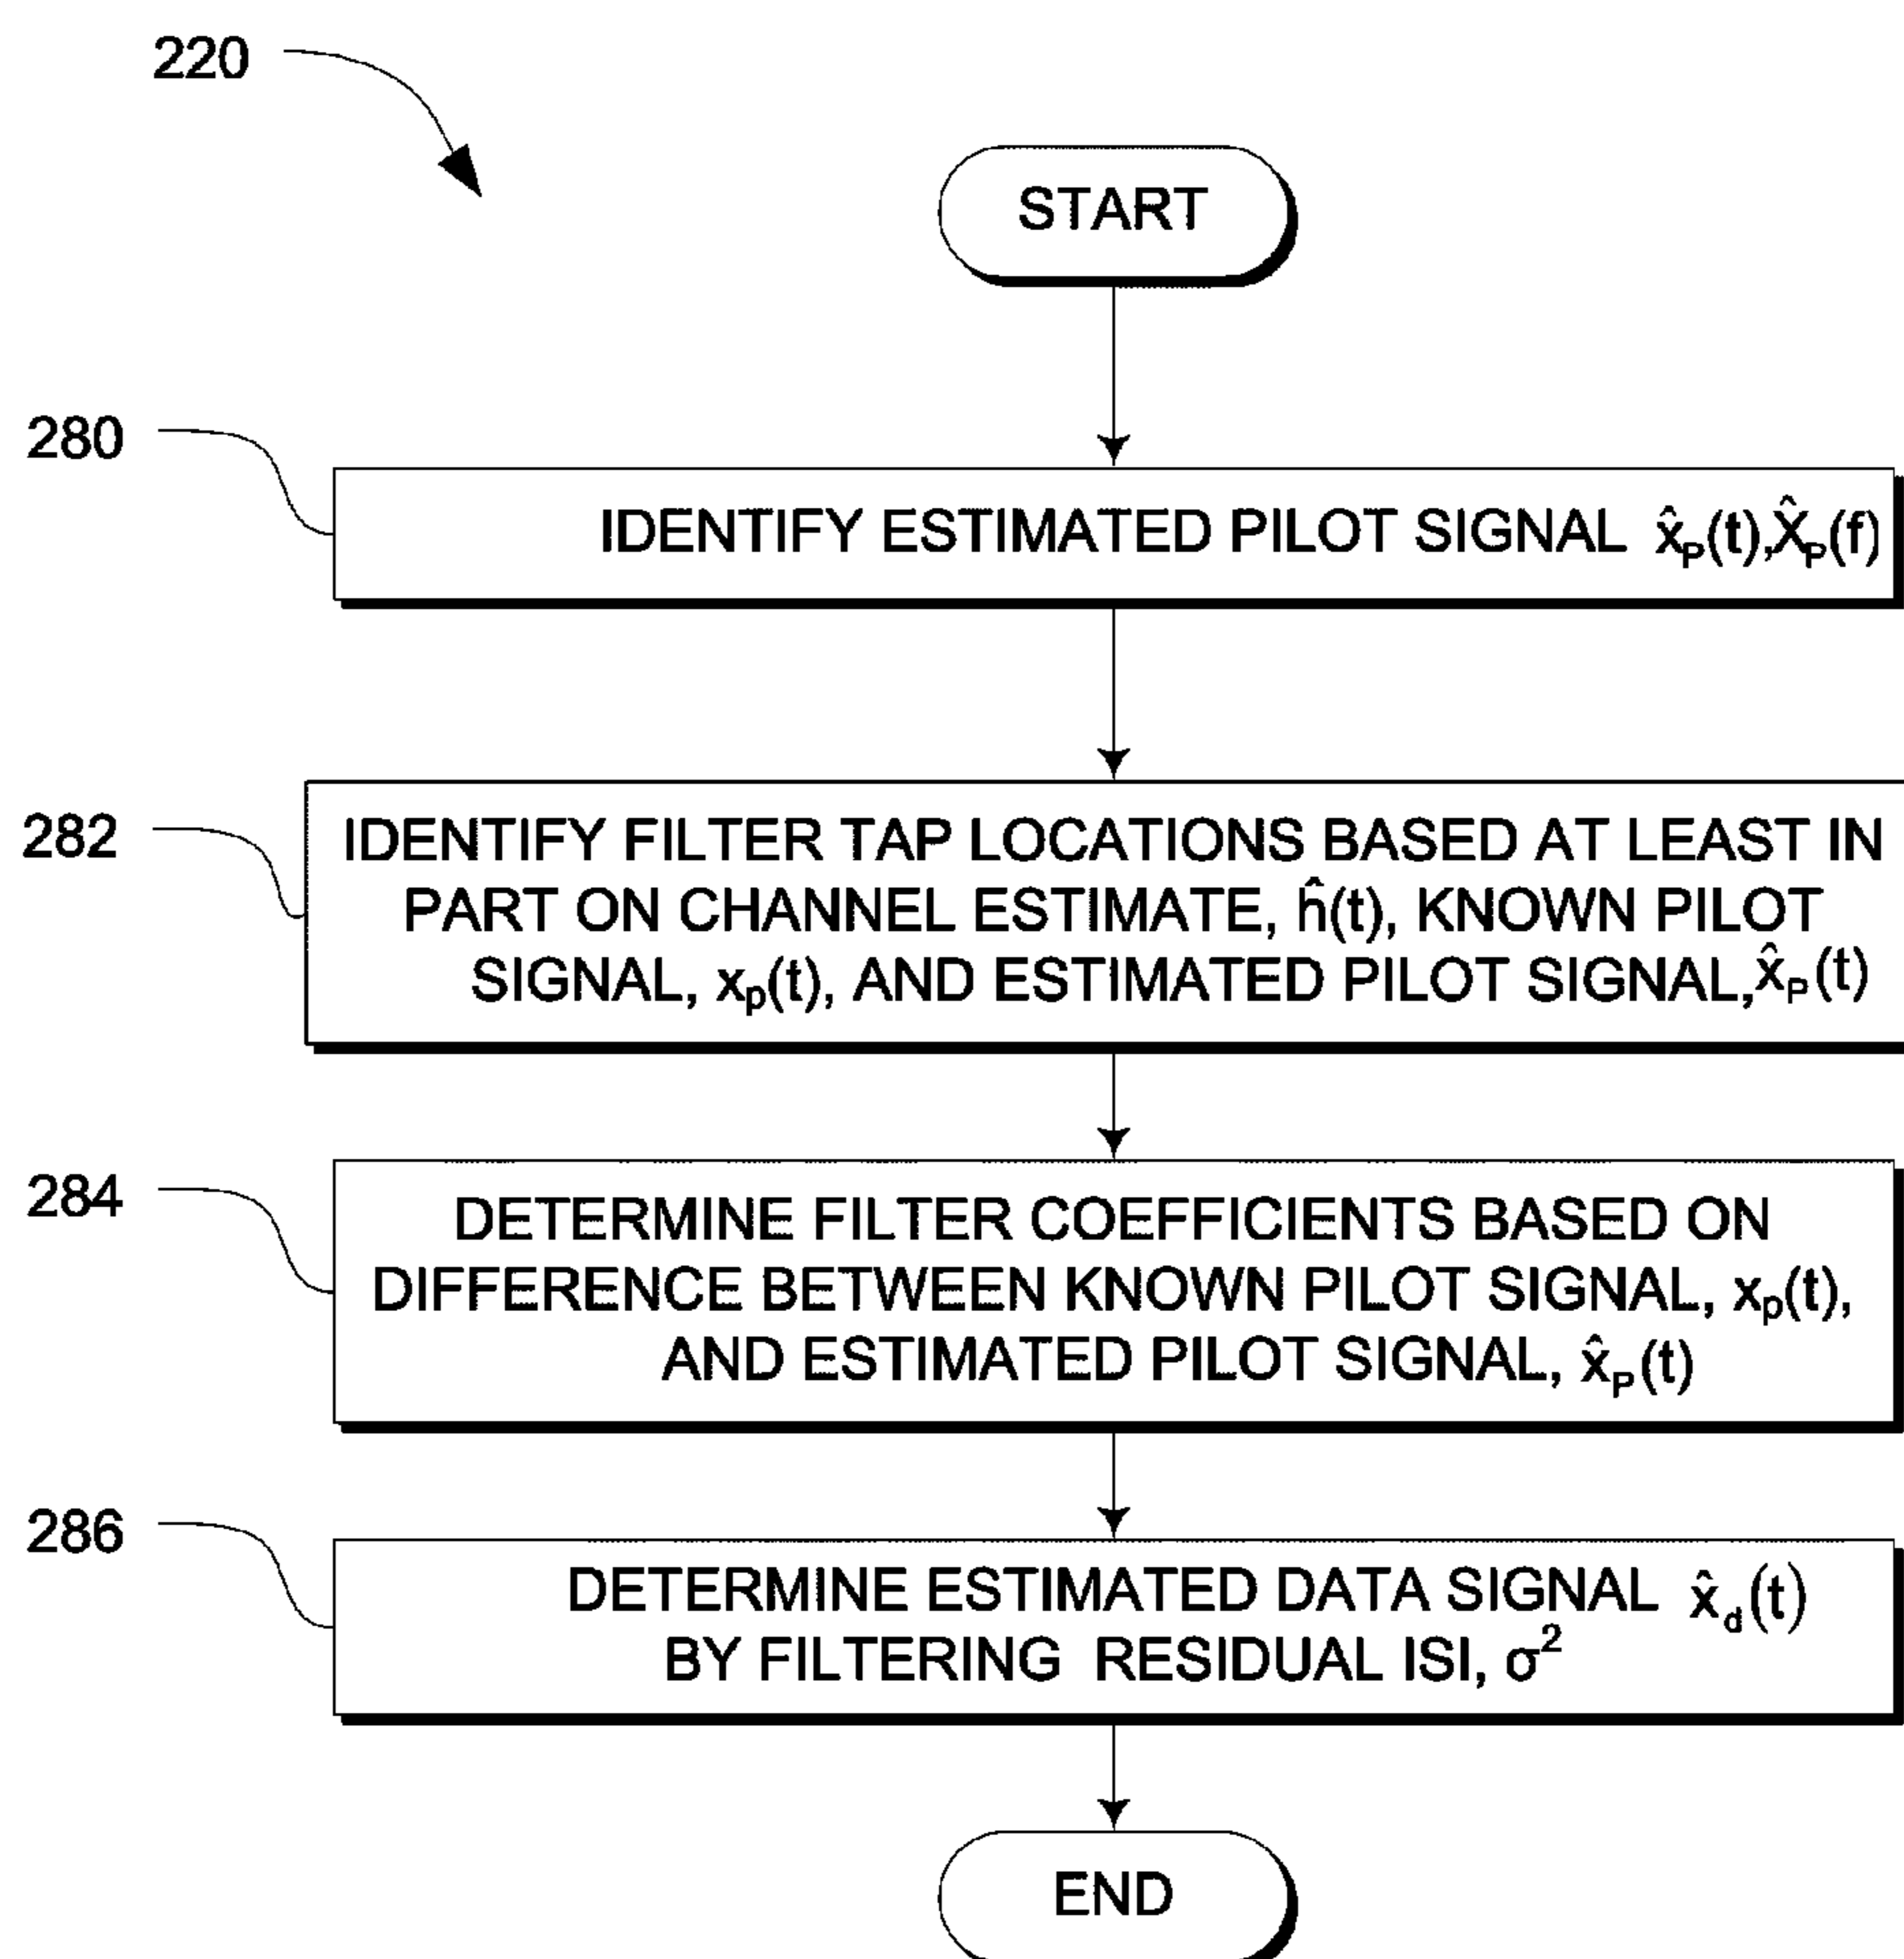 220
START
280
IDENTIFY ESTIMATED PILOT SIGNAL x̂ₚ(t),X̂ₚ(f)
282
IDENTIFY FILTER TAP LOCATIONS BASED AT LEAST IN
PART ON CHANNEL ESTIMATE, ĥ(t), KNOWN PILOT
SIGNAL, xₚ(t), AND ESTIMATED PILOT SIGNAL,x̂ₚ(t)
284
DETERMINE FILTER COEFFICIENTS BASED ON
DIFFERENCE BETWEEN KNOWN PILOT SIGNAL, xₚ(t),
AND ESTIMATED PILOT SIGNAL, x̂ₚ(t)
286
DETERMINE ESTIMATED DATA SIGNAL x̂_d(t)
BY FILTERING RESIDUAL ISI, σ²
END